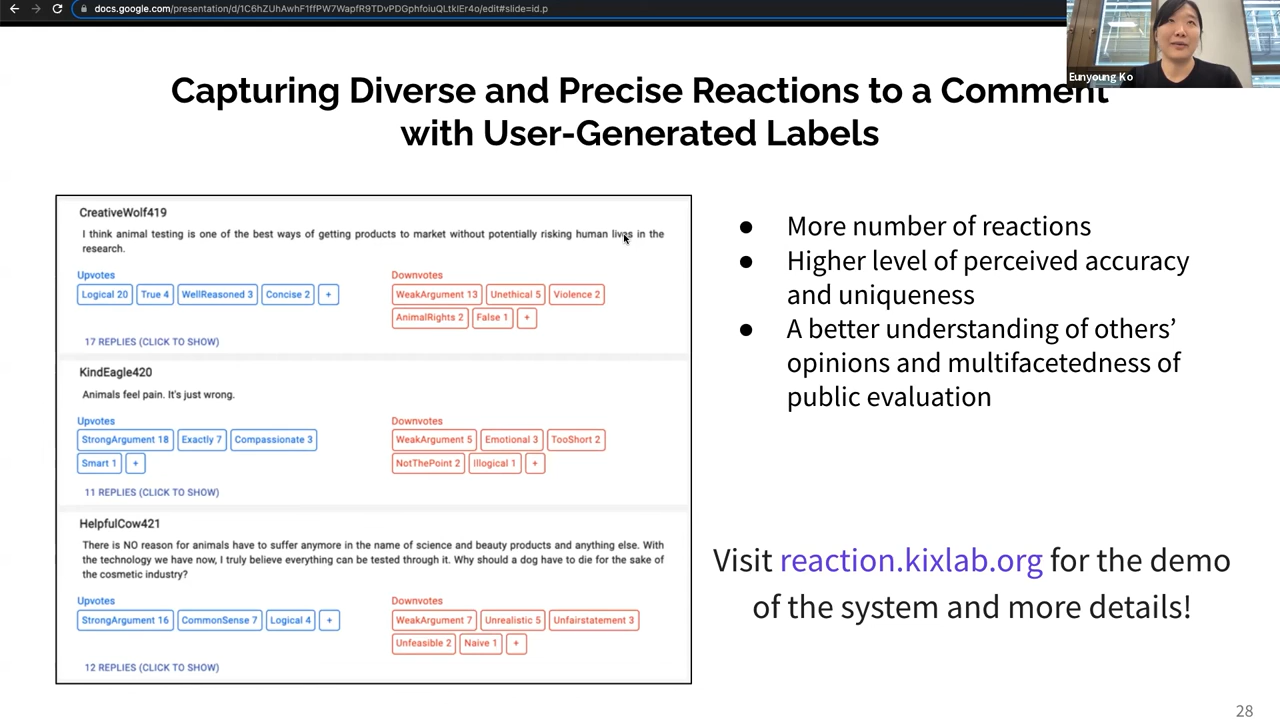 docs.google.com/presentation/d/1C6hZUhAwhF1ffPW7WapfR9TDvPDGphfoiuQLtkIEr4o/edit#slide=id.p
Eunyoung Ko
Capturing Diverse and Precise Reactions to a Comment
with User-Generated Labels
CreativeWolf419
I think animal testing is one of the best ways of getting products to market without potentially risking human lives in the
research.
Upvotes
Logical 20 True 4 WellReasoned 3 Concise 2 +
Downvotes
WeakArgument 13 Unethical 5 Violence 2
AnimalRights 2 False 1 +
17 REPLIES (CLICK TO SHOW)
KindEagle420
Animals feel pain. It's just wrong.
Upvotes
StrongArgument 18 Exactly 7 Compassionate 3
Smart 1 +
Downvotes
WeakArgument 5 Emotional 3 TooShort 2
NotThePoint 2 Illogical 1 +
11 REPLIES (CLICK TO SHOW)
HelpfulCow421
There is NO reason for animals have to suffer anymore in the name of science and beauty products and anything else. With
the technology we have now, I truly believe everything can be tested through it. Why should a dog have to die for the sake of
the cosmetic industry?
Upvotes
StrongArgument 16 CommonSense 7 Logical 4 +
Downvotes
WeakArgument 7 Unrealistic 5 Unfairstatement 3
Unfeasible 2 Naive 1 +
12 REPLIES (CLICK TO SHOW)
● More number of reactions
● Higher level of perceived accuracy
and uniqueness
● A better understanding of others’
opinions and multifacetedness of
public evaluation
Visit reaction.kixlab.org for the demo
of the system and more details!
28